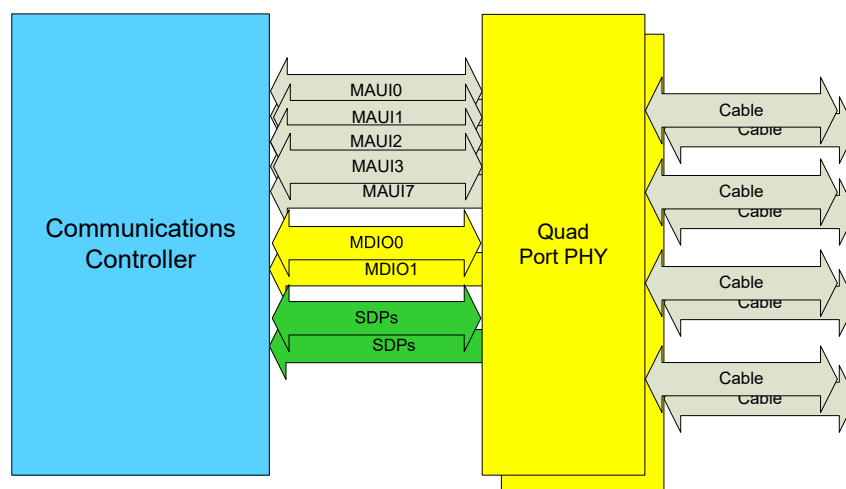 MAUI0
MAUI1
MAUI2
MAUI3
MAUI7
MDIO0
MDIO1
SDPs
SDPs
Communications
Controller
Quad
Port PHY
Cable
Cable
Cable
Cable
Cable
Cable
Cable
Cable